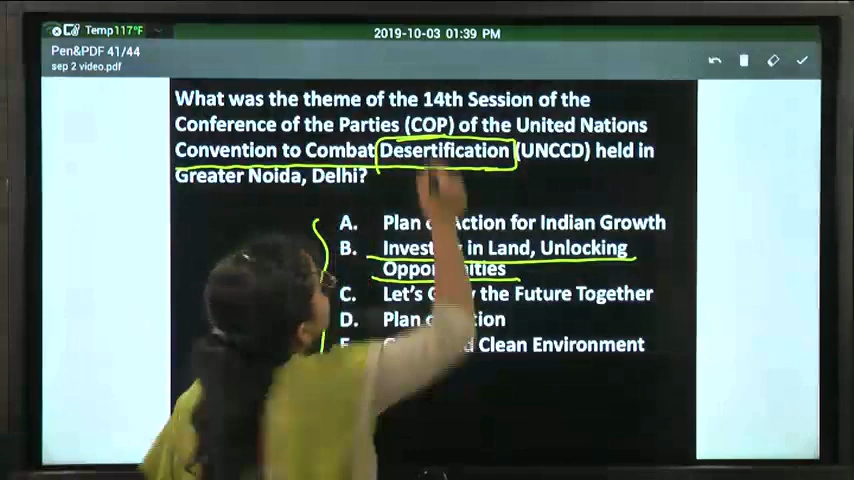 Temp117°F
2019-10-03 01:39 PM
Pen&PDF 41/44
sep 2 video.pdf
What was the theme of the 14th Session of the
Conference of the Parties (COP) of the United Nations
Convention to Combat Desertification (UNCCD) held in
Greater Noida, Delhi?
A. Plan Action for Indian Growth
B. in Land, Unlocking
C. Let's the Future Together
D. Plan
Clean Environment